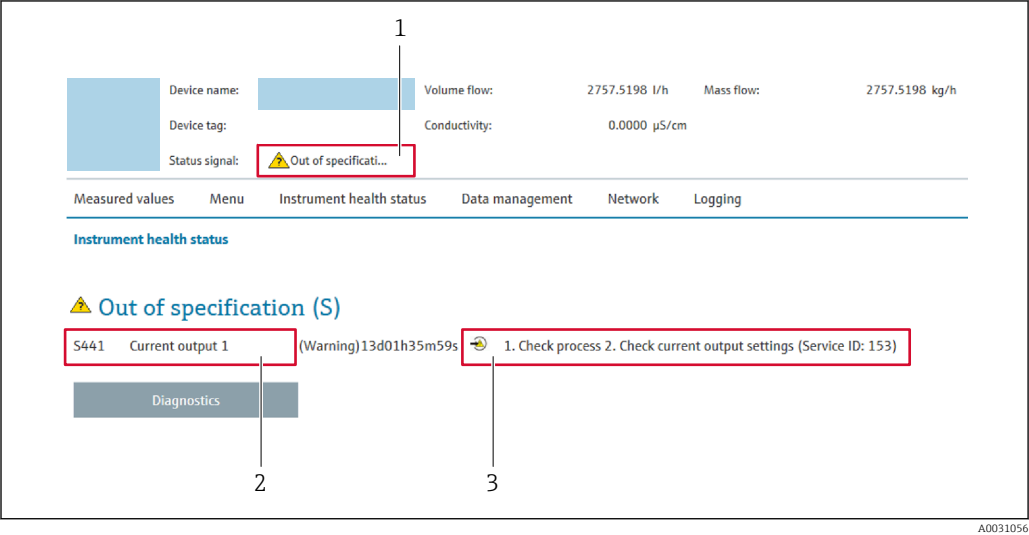 1
Device name: Volume flow: 2757.5198 l/h Mass flow: 2757.5198 kg/h
Device tag: Conductivity: 0.0000 µS/cm
Status signal: Out of specificati...
Measured values Menu Instrument health status Data management Network Logging
Instrument health status
Out of specification (S)
S441 Current output 1 (Warning)13d01h35m59s 1. Check process 2. Check current output settings (Service ID: 153)
Diagnostics
2 3
A0031056